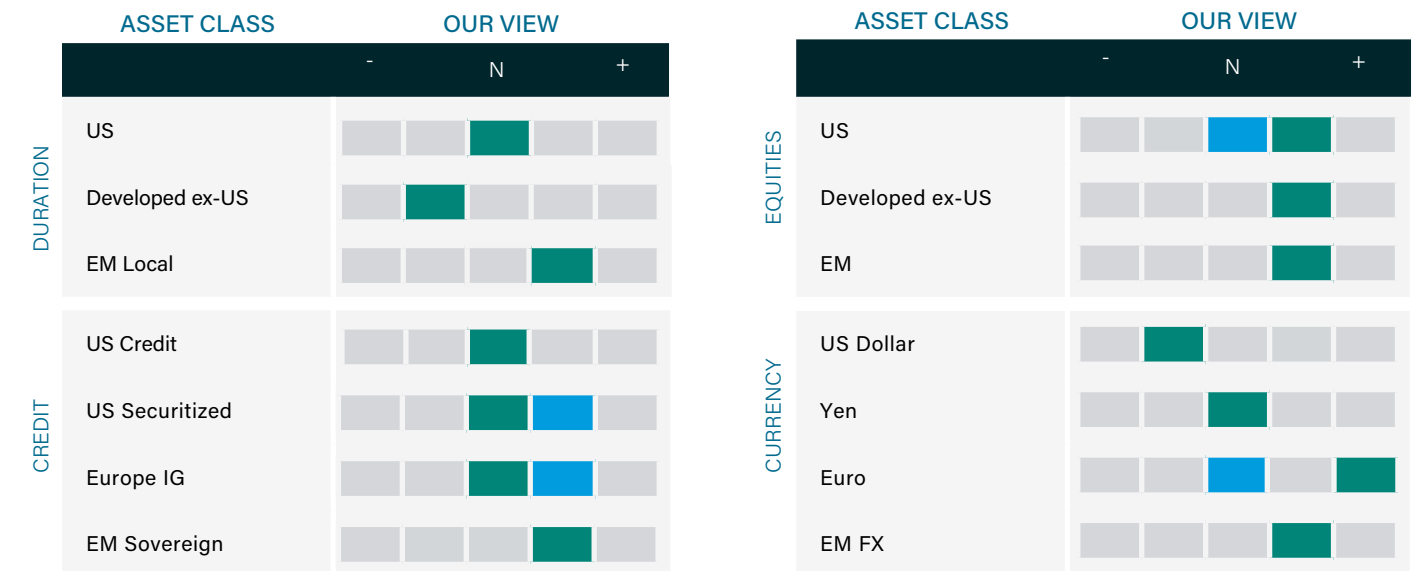 ASSET CLASS OUR VIEW
- N +
DURATION
US
Developed ex-US
EM Local
CREDIT
US Credit
US Securitized
Europe IG
EM Sovereign
ASSET CLASS OUR VIEW
- N +
EQUITIES
US
Developed ex-US
EM
CURRENCY
US Dollar
Yen
Euro
EM FX